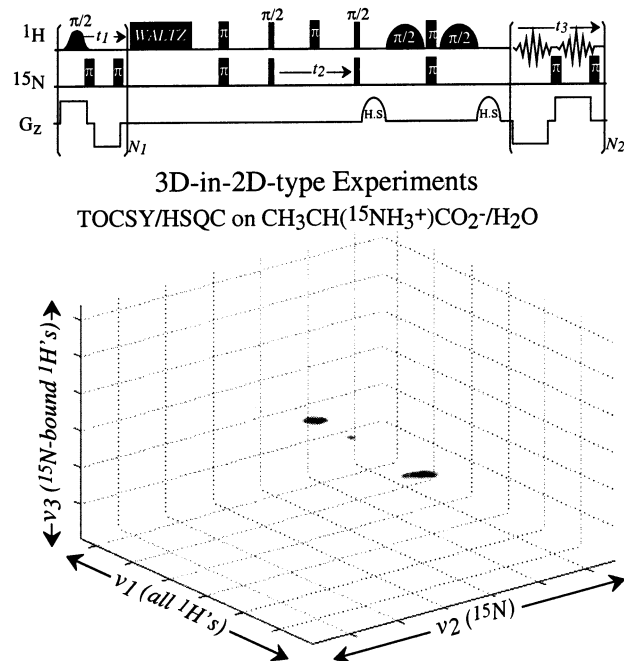 π/2 π/2 π/2
¹H t₁ WALTZ π π π/2 π π/2 t₃
¹⁵N π π π t₂ π π π
G_z H.S H.S
N₁ N₂
3D-in-2D-type Experiments
TOCSY/HSQC on CH₃CH(¹⁵NH₃⁺)CO₂⁻/H₂O
ν₃ (¹⁵N-bound ¹H's)
ν₁ (all ¹H's)
ν₂ (¹⁵N)